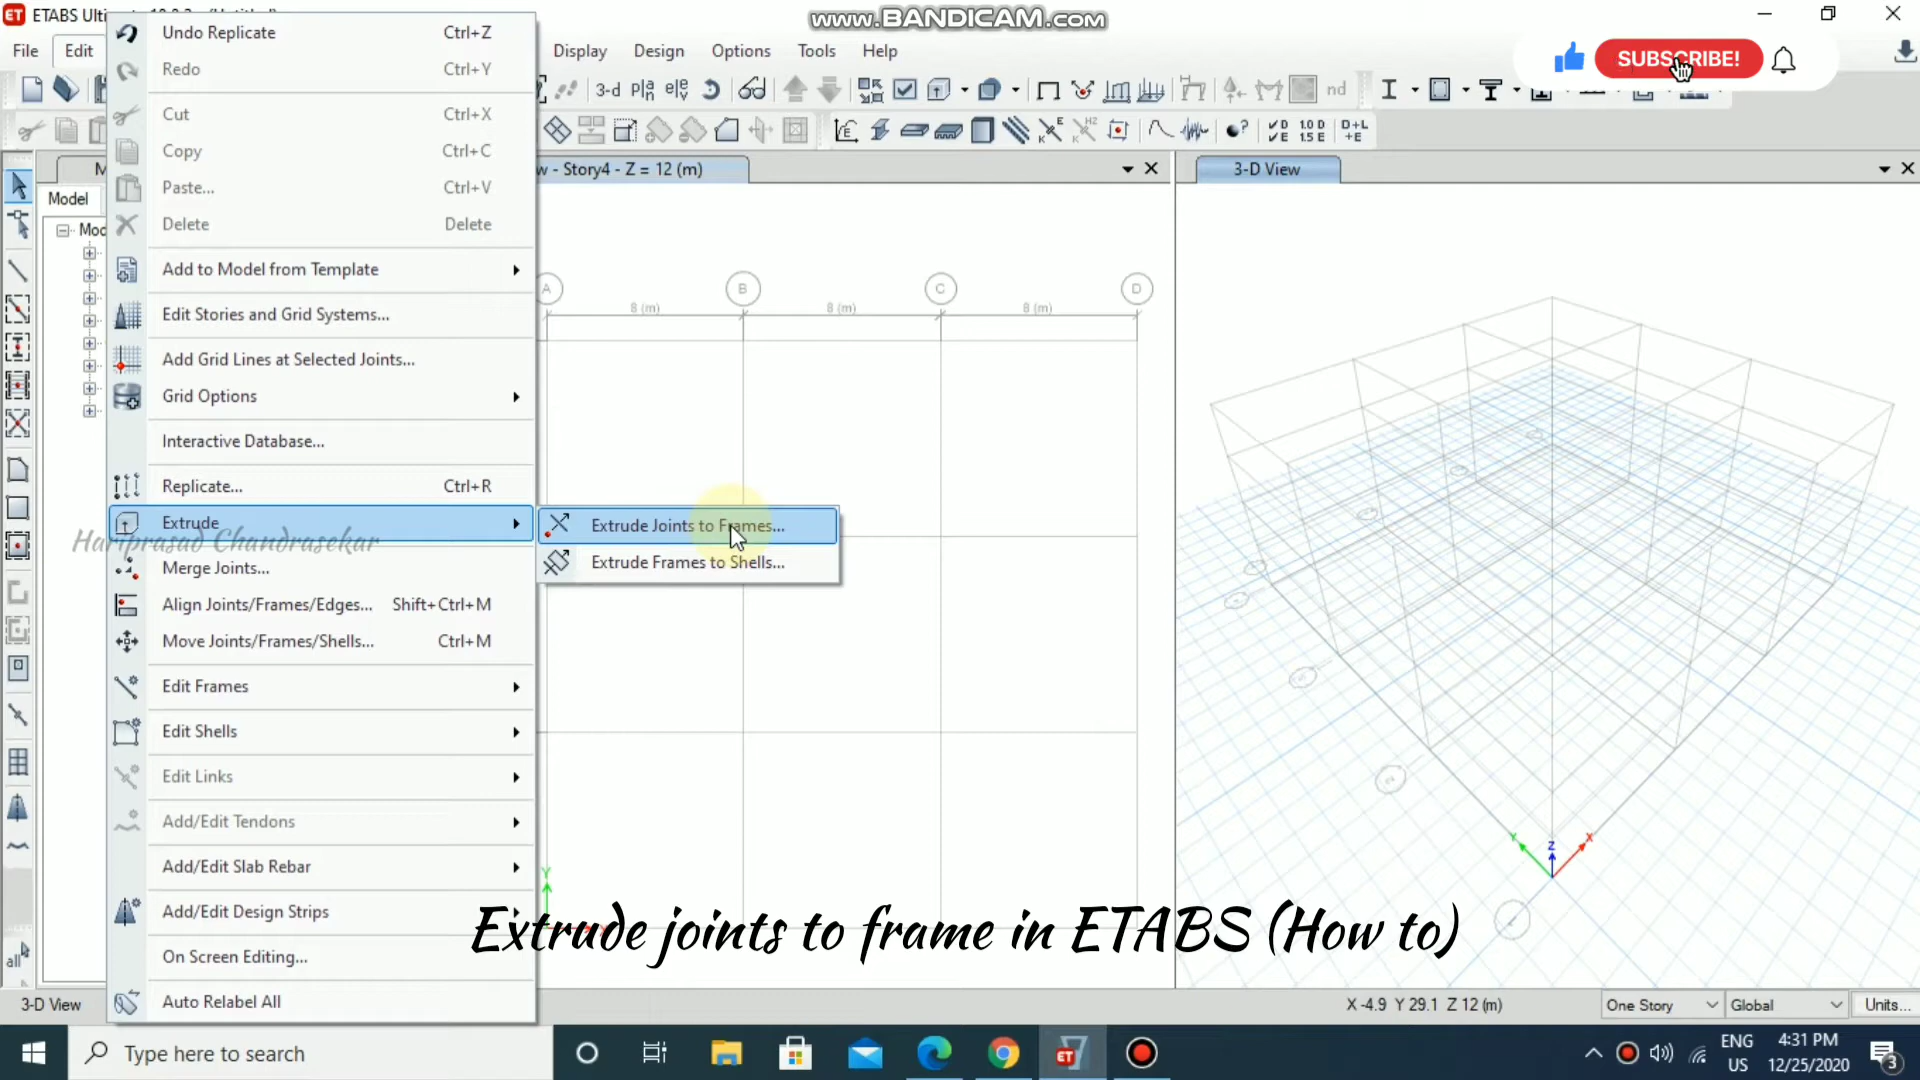 ET ETABS Ulti
www.BANDICAM.com
File Edit Display Design Options Tools Help
SUBSCRIBE!
3-d nd
Undo Replicate Ctrl+Z
Redo Ctrl+Y
Cut Ctrl+X
Copy Ctrl+C
Paste... Ctrl+V
Delete Delete
Add to Model from Template
Edit Stories and Grid Systems...
Add Grid Lines at Selected Joints...
Grid Options
Interactive Database...
Replicate... Ctrl+R
Extrude
Hariprasad Chandrasekar
Merge Joints...
Align Joints/Frames/Edges... Shift+Ctrl+M
Move Joints/Frames/Shells... Ctrl+M
Edit Frames
Edit Shells
Edit Links
Add/Edit Tendons
Add/Edit Slab Rebar
Add/Edit Design Strips
On Screen Editing...
Auto Relabel All
Extrude Joints to Frames...
Extrude Frames to Shells...
Model
Mod
w - Story4 - Z = 12 (m)
3-D View
A B C D
8 (m) 8 (m) 8 (m)
Y
Y Z X
Extrude joints to frame in ETABS (How to)
all
3-D View
X -4.9 Y 29.1 Z 12 (m)
One Story Global Units...
Type here to search
ET
ENG
US
4:31 PM
12/25/2020
3